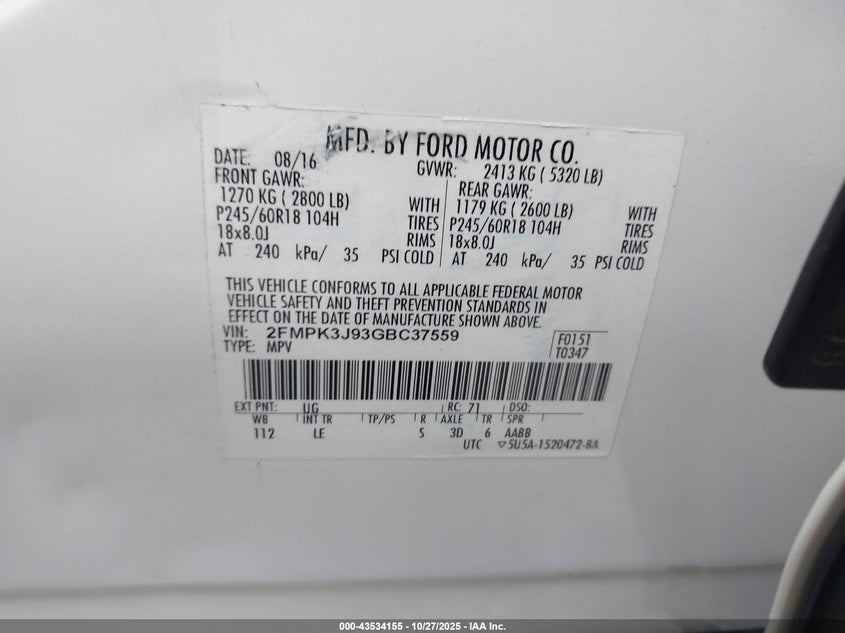 MFD. BY FORD MOTOR CO.
DATE: 08/16 GVWR: 2413 KG ( 5320 LB)
FRONT GAWR: REAR GAWR:
1270 KG ( 2800 LB) WITH 1179 KG ( 2600 LB) WITH
P245/60R18 104H TIRES P245/60R18 104H TIRES
18x8.0J RIMS 18x8.0J RIMS
AT 240 kPa/ 35 PSI COLD AT 240 kPa/ 35 PSI COLD
THIS VEHICLE CONFORMS TO ALL APPLICABLE FEDERAL MOTOR
VEHICLE SAFETY AND THEFT PREVENTION STANDARDS IN
EFFECT ON THE DATE OF MANUFACTURE SHOWN ABOVE.
VIN: 2FMPK3J93GBC37559 F0151
TYPE: MPV T0347
EXT PNT: UG RC: 71 DSO:
WB INT TR TP/PS R AXLE TR SPR
112 LE S 3D 6 AABB
UTC ▽5U5A-1520472-BA
000-43534155 | 10/27/2025 - IAA Inc.